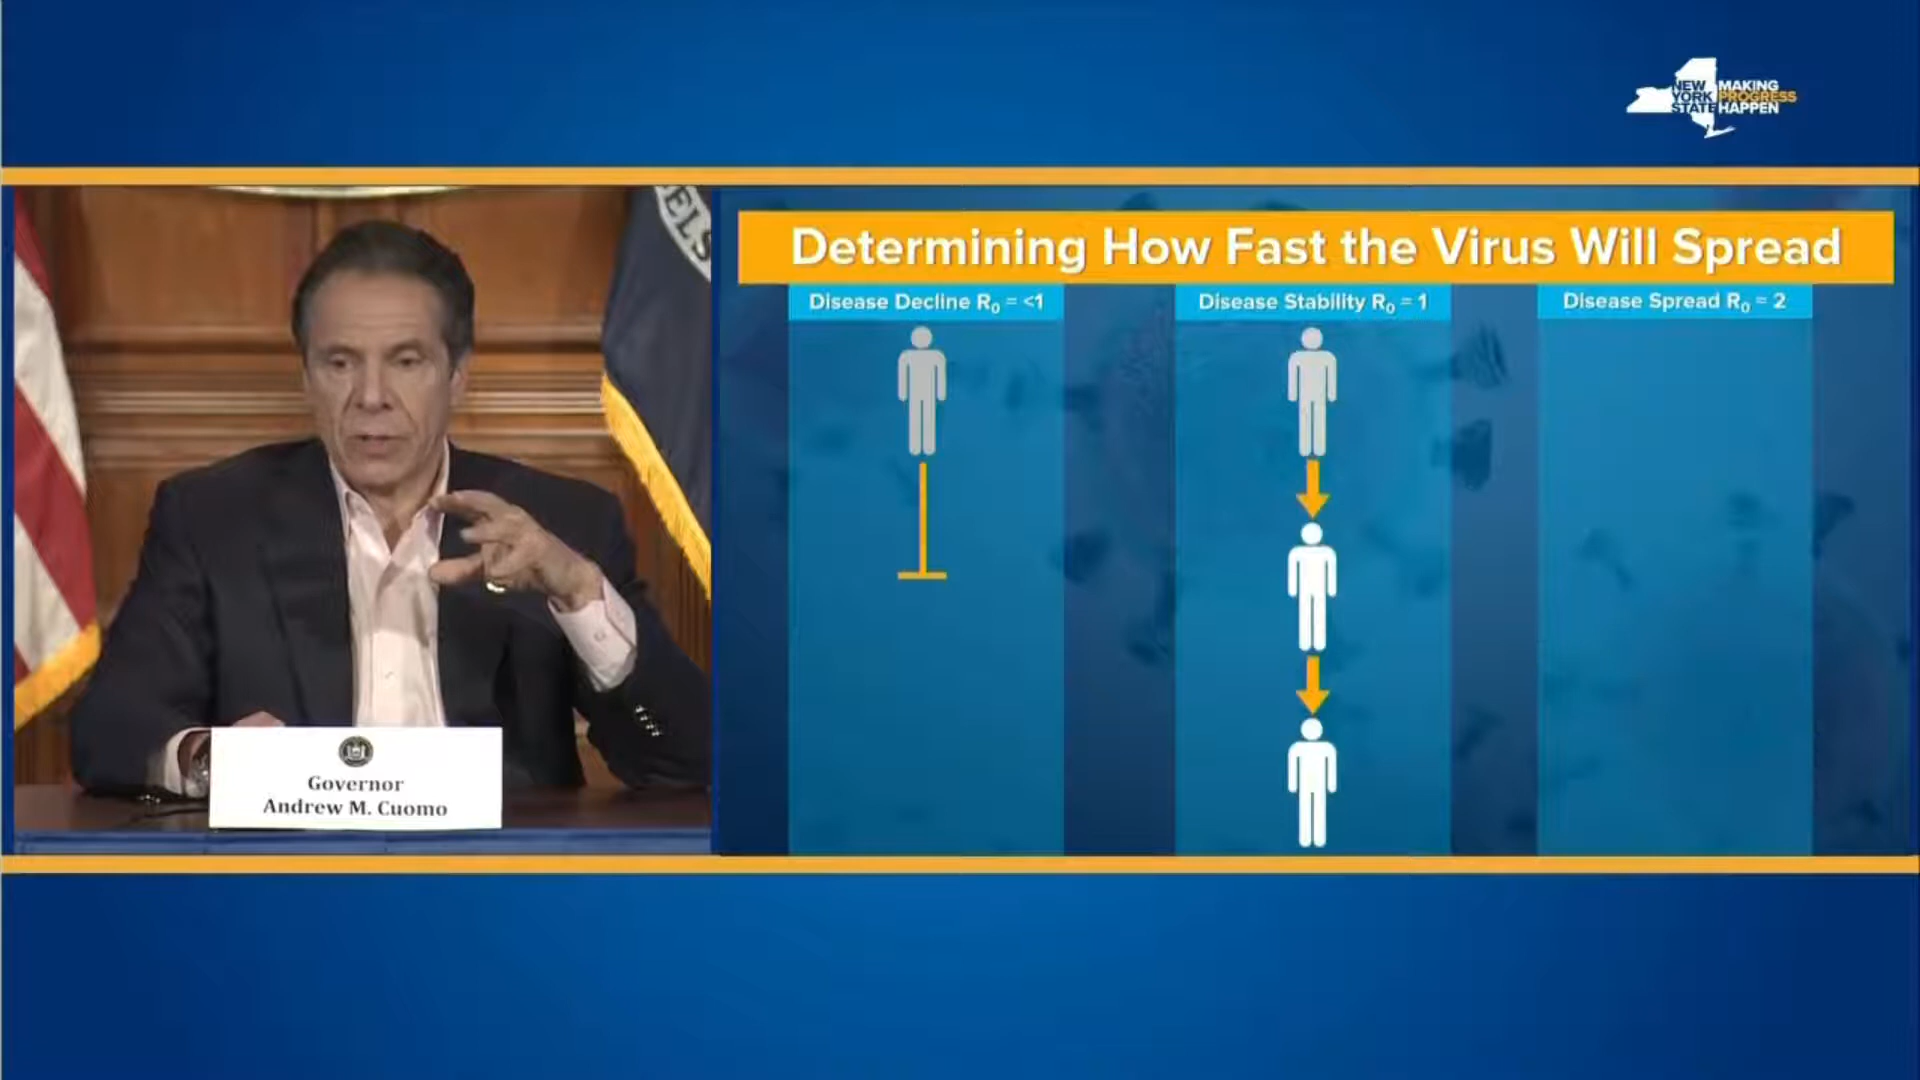 NEW
YORK
STATE
MAKING
PROGRESS
HAPPEN
ELS
Determining How Fast the Virus Will Spread
Disease Decline R₀ = <1
Disease Stability R₀ = 1
Disease Spread R₀ = 2
Governor
Andrew M. Cuomo